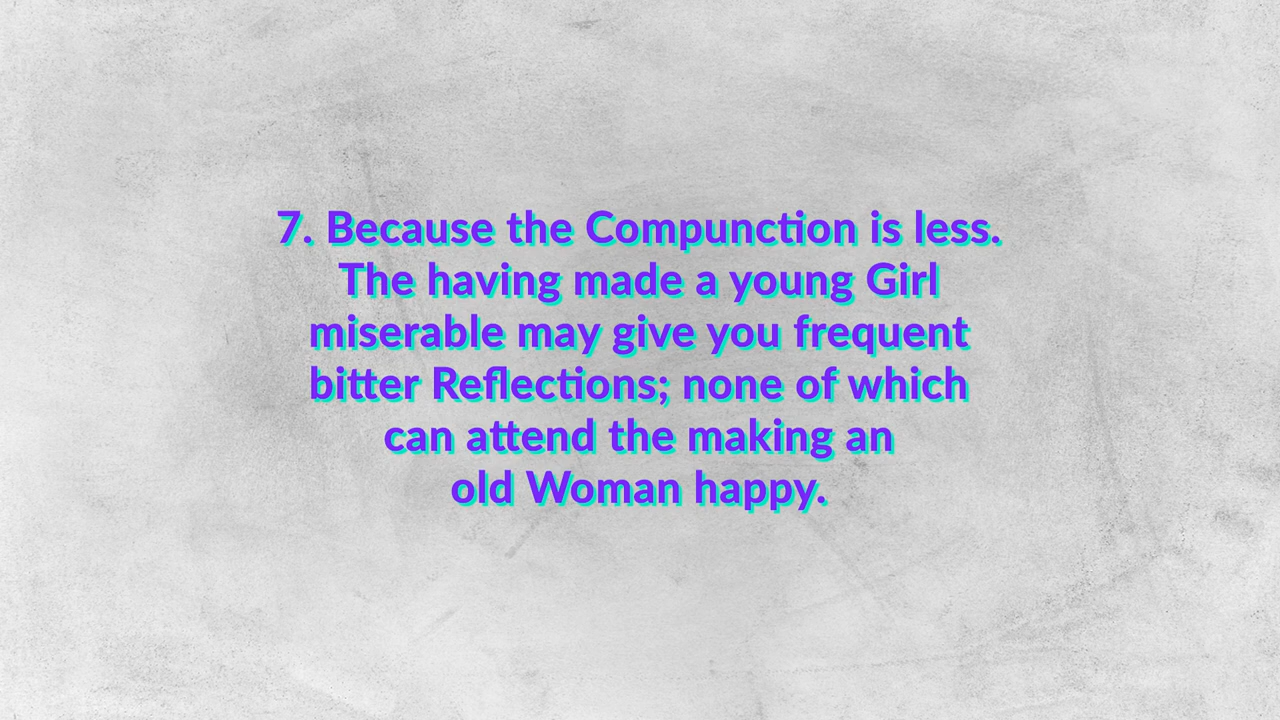 7. Because the Compunction is less.
The having made a young Girl
miserable may give you frequent
bitter Reflections; none of which
can attend the making an
old Woman happy.